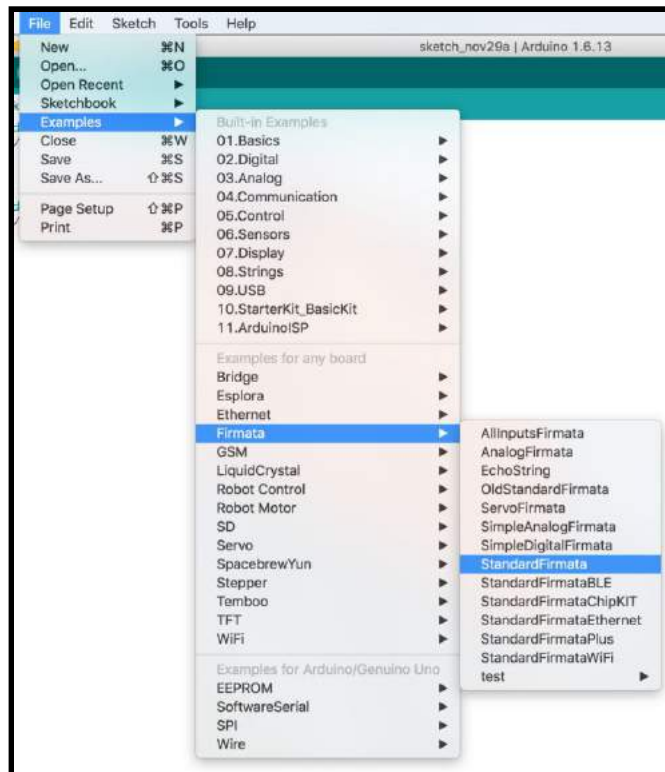 File Edit Sketch Tools Help
sketch_nov29a | Arduino 1.6.13
New ⌘N
Open... ⌘O
Open Recent ▶
Sketchbook ▶
Examples ▶
Close ⌘W
Save ⌘S
Save As... ⇧⌘S
Page Setup ⇧⌘P
Print ⌘P
Built-in Examples
01.Basics ▶
02.Digital ▶
03.Analog ▶
04.Communication ▶
05.Control ▶
06.Sensors ▶
07.Display ▶
08.Strings ▶
09.USB ▶
10.StarterKit_BasicKit ▶
11.ArduinoISP ▶
Examples for any board
Bridge ▶
Esplora ▶
Ethernet ▶
Firmata ▶
GSM ▶
LiquidCrystal ▶
Robot Control ▶
Robot Motor ▶
SD ▶
Servo ▶
SpacebrewYun ▶
Stepper ▶
Temboo ▶
TFT ▶
WiFi ▶
Examples for Arduino/Genuino Uno
EEPROM ▶
SoftwareSerial ▶
SPI ▶
Wire ▶
AllInputsFirmata
AnalogFirmata
EchoString
OldStandardFirmata
ServoFirmata
SimpleAnalogFirmata
SimpleDigitalFirmata
StandardFirmata
StandardFirmataBLE
StandardFirmataChipKIT
StandardFirmataEthernet
StandardFirmataPlus
StandardFirmataWiFi
test ▶